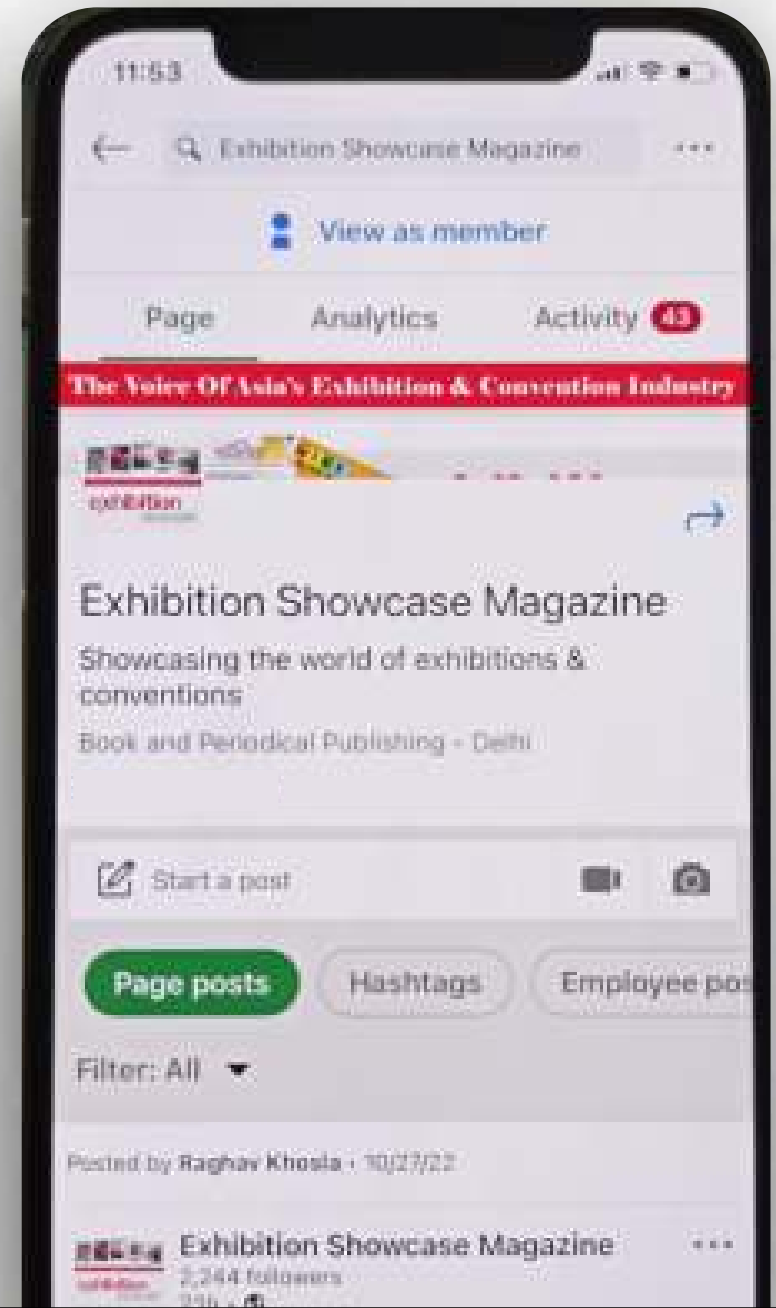 11:53
Exhibition Showcase Magazine
View as member
Page Analytics Activity 43
The Voice Of Asia's Exhibition & Convention Industry
exhibition
Exhibition Showcase Magazine
Showcasing the world of exhibitions &
conventions
Book and Periodical Publishing - Delhi
Start a post
Page posts Hashtags Employee pos
Filter: All
Posted by Raghav Khosla • 10/27/22
Exhibition Showcase Magazine
exhibition
2,244 followers